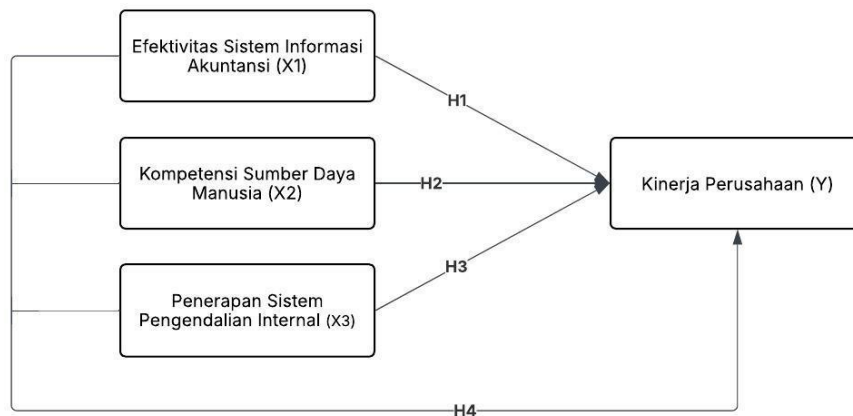 Efektivitas Sistem Informasi
Akuntansi (X1)
H1
Kompetensi Sumber Daya
Manusia (X2)
H2
Kinerja Perusahaan (Y)
H3
Penerapan Sistem
Pengendalian Internal (X3)
H4